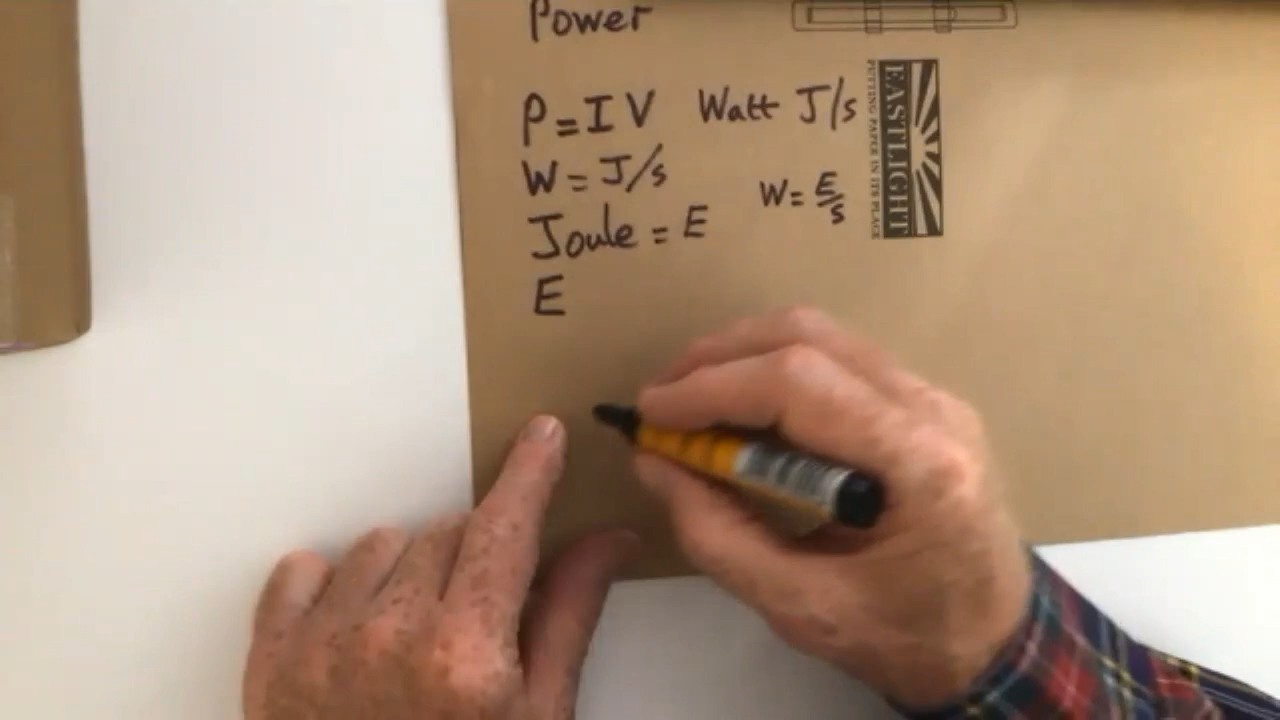 Power
P = I V Watt J/s
W = J/s
W = E/s
Joule = E
E
EASTLIGHT
PUTTING PAPER IN ITS PLACE